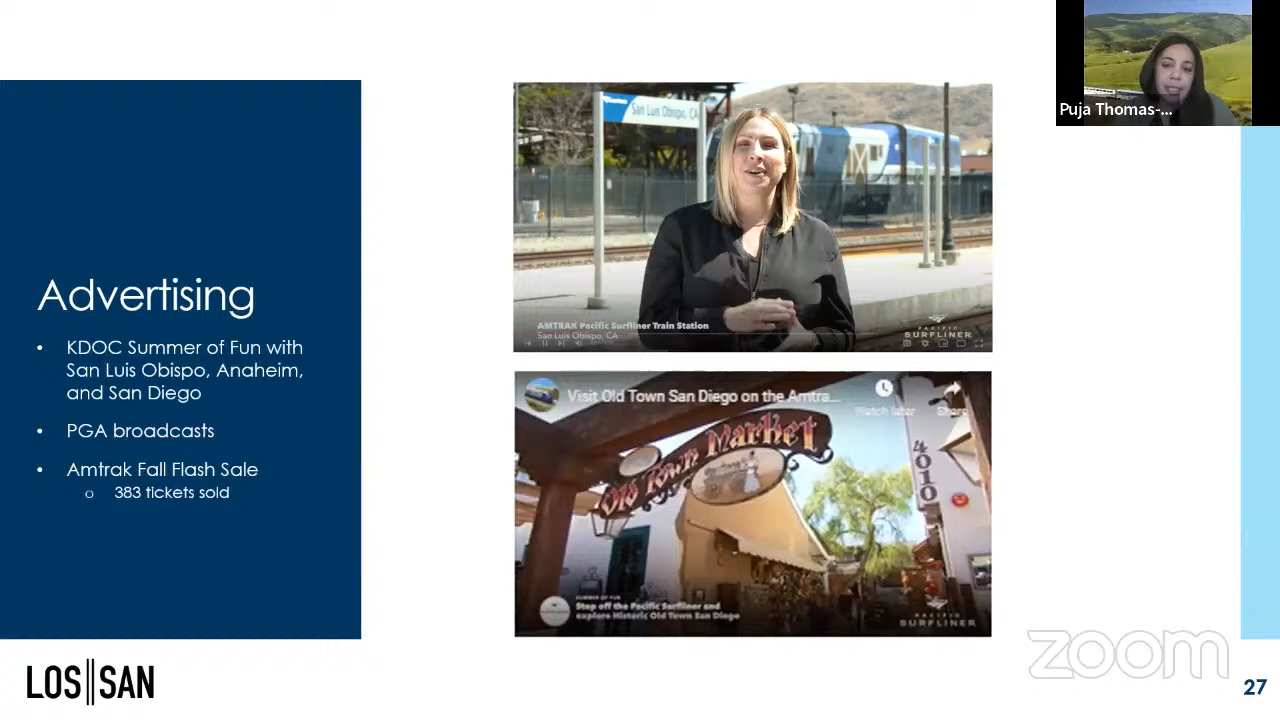 Puja Thomas-...
Advertising
• KDOC Summer of Fun with
San Luis Obispo, Anaheim,
and San Diego
• PGA broadcasts
• Amtrak Fall Flash Sale
o 383 tickets sold
San Luis Obispo, CA
AMTRAK Pacific Surfliner Train Station
San Luis Obispo, CA
PACIFIC
SURFLINER
Visit Old Town San Diego on the Amtra...
Watch later
Share
Old Town Market
4010
SUMMER OF FUN
Step off the Pacific Surfliner and
explore Historic Old Town San Diego
PACIFIC
SURFLINER
LOS SAN
zoom
27